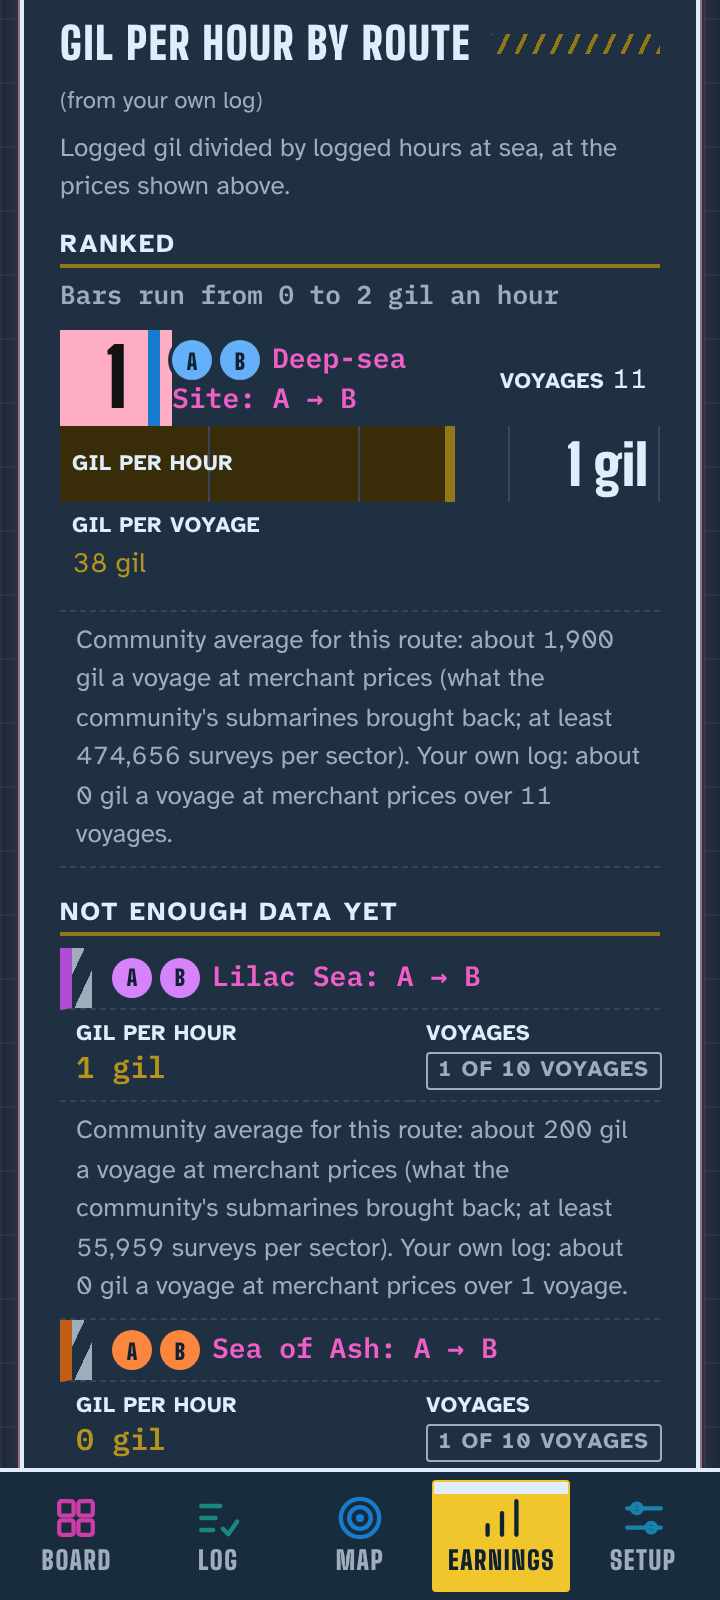 GIL PER HOUR BY ROUTE
(from your own log)
Logged gil divided by logged hours at sea, at the
prices shown above.
RANKED
Bars run from 0 to 2 gil an hour
1
A B Deep-sea
Site: A → B
VOYAGES 11
GIL PER HOUR
1 gil
GIL PER VOYAGE
38 gil
Community average for this route: about 1,900
gil a voyage at merchant prices (what the
community's submarines brought back; at least
474,656 surveys per sector). Your own log: about
0 gil a voyage at merchant prices over 11
voyages.
NOT ENOUGH DATA YET
A B Lilac Sea: A → B
GIL PER HOUR VOYAGES
1 gil 1 OF 10 VOYAGES
Community average for this route: about 200 gil
a voyage at merchant prices (what the
community's submarines brought back; at least
55,959 surveys per sector). Your own log: about
0 gil a voyage at merchant prices over 1 voyage.
A B Sea of Ash: A → B
GIL PER HOUR VOYAGES
0 gil 1 OF 10 VOYAGES
BOARD LOG MAP EARNINGS SETUP